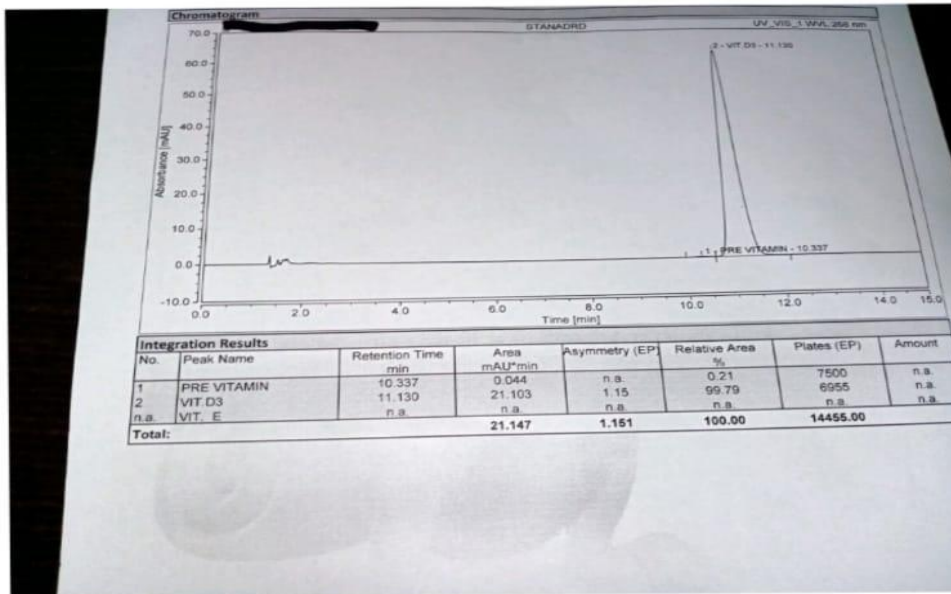 Chromatogram
STANADRD UV_VIS_1 WVL:266 nm
70.0
60.0
50.0
40.0
30.0
20.0
10.0
0.0
-10.0
Absorbance [mAU]
2 - VIT.D3 - 11.130
1 - PRE VITAMIN - 10.337
0.0 2.0 4.0 6.0 8.0 10.0 12.0 14.0 15.0
Time [min]
Integration Results
No. Peak Name Retention Time Area Asymmetry (EP) Relative Area Plates (EP) Amount
min mAU*min %
1 PRE VITAMIN 10.337 0.044 n.a. 0.21 7500 n.a.
2 VIT.D3 11.130 21.103 1.15 99.79 6955 n.a.
n.a. VIT. E n.a. n.a. n.a. n.a. n.a. n.a.
Total: 21.147 1.151 100.00 14455.00